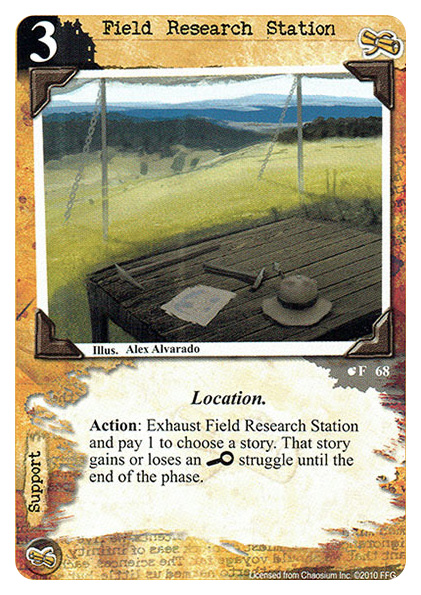 3
Field Research Station
Illus. Alex Alvarado
F 68
Location.
Action: Exhaust Field Research Station
and pay 1 to choose a story. That story
gains or loses an struggle until the
end of the phase.
Support
Licensed from Chaosium Inc. ©2010 FFG